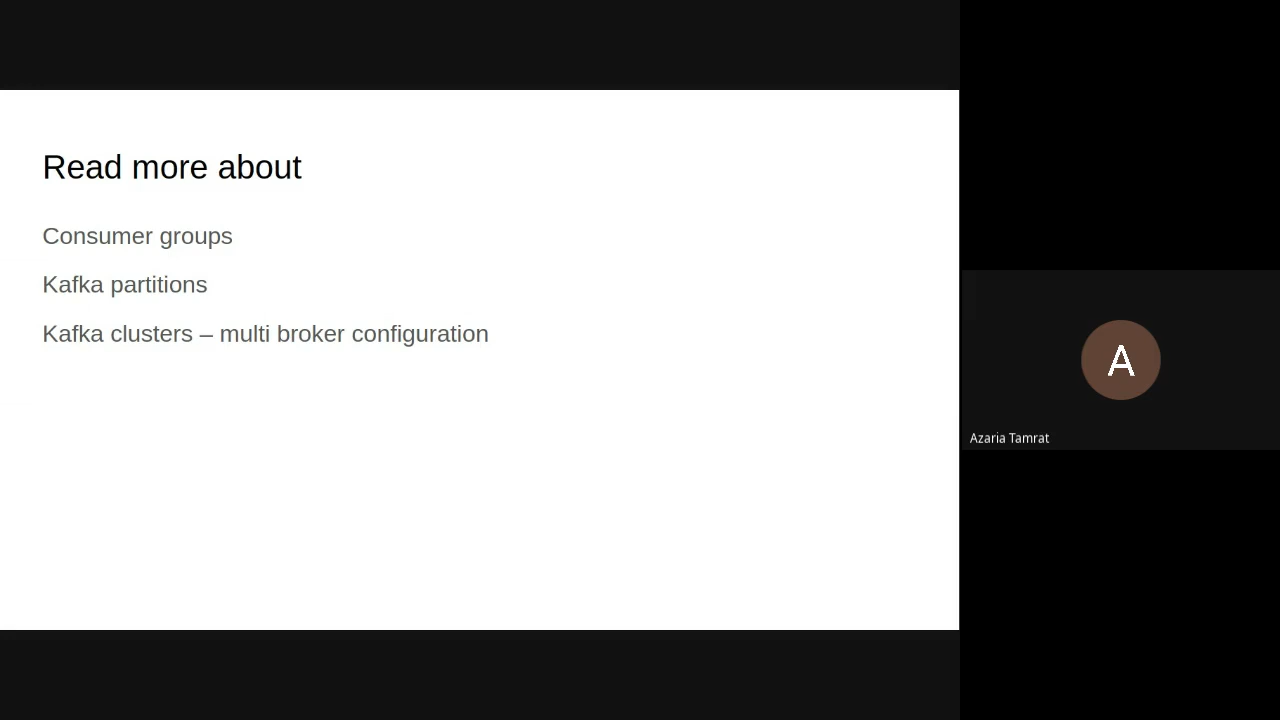 Read more about
Consumer groups
Kafka partitions
Kafka clusters – multi broker configuration
A
Azaria Tamrat